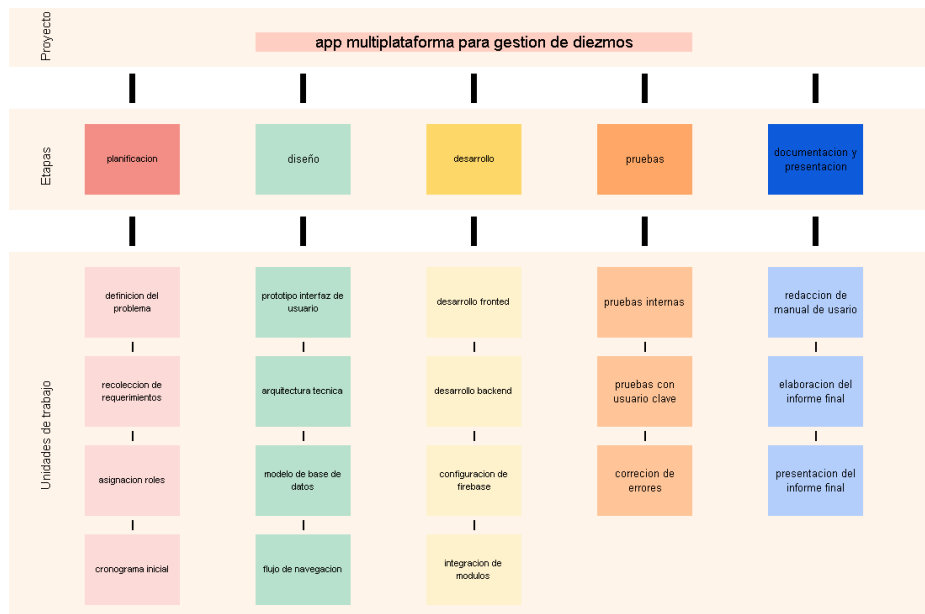 Proyecto
app multiplataforma para gestion de diezmos
Etapas
planificacion
diseño
desarrollo
pruebas
documentacion y
presentacion
Unidades de trabajo
definicion del
problema
prototipo interfaz de
usuario
desarrollo fronted
pruebas internas
redaccion de
manual de usario
recoleccion de
requerimientos
arquitectura tecnica
desarrollo backend
pruebas con
usuario clave
elaboracion del
informe final
asignacion roles
modelo de base de
datos
configuracion de
firebase
correcion de
errores
presentacion del
informe final
cronograma inicial
flujo de navegacion
integracion de
modulos